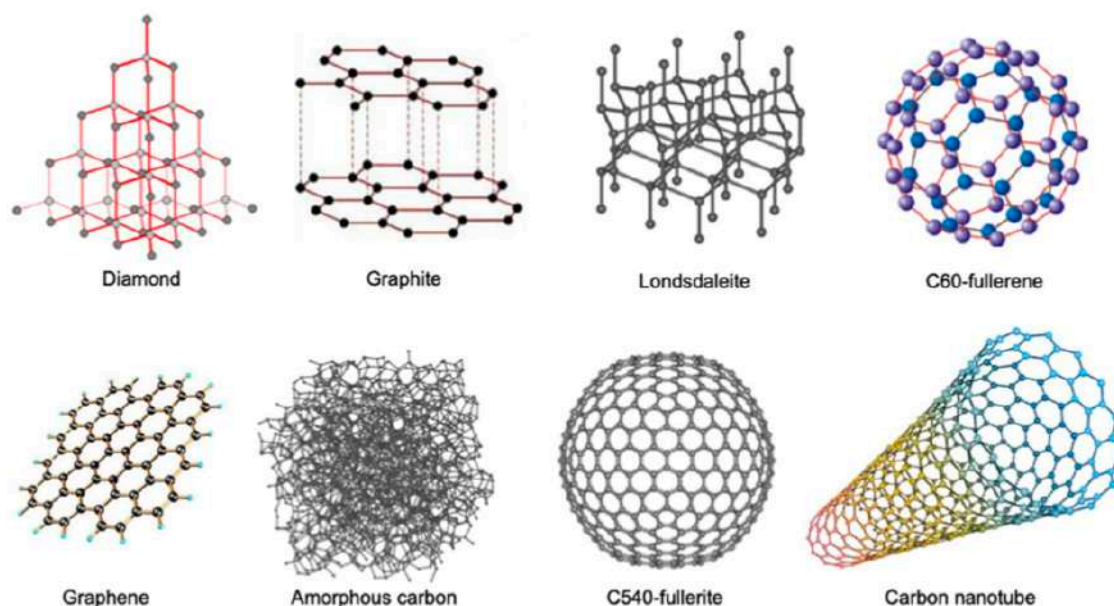 Diamond
Graphite
Londsdaleite
C60-fullerene
Graphene
Amorphous carbon
C540-fullerite
Carbon nanotube